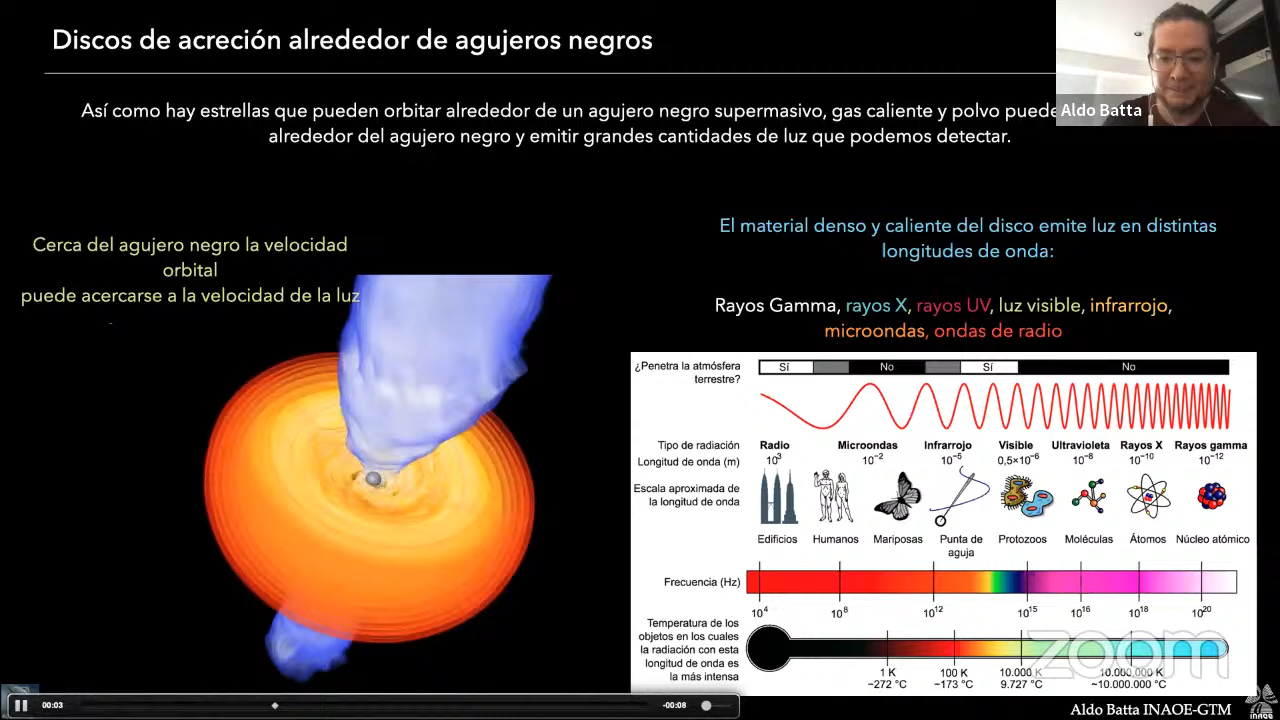 Discos de acreción alrededor de agujeros negros
Así como hay estrellas que pueden orbitar alrededor de un agujero negro supermasivo, gas caliente y polvo puede
alrededor del agujero negro y emitir grandes cantidades de luz que podemos detectar.
Aldo Batta
Cerca del agujero negro la velocidad
orbital
puede acercarse a la velocidad de la luz
El material denso y caliente del disco emite luz en distintas
longitudes de onda:
Rayos Gamma, rayos X, rayos UV, luz visible, infrarrojo,
microondas, ondas de radio
¿Penetra la atmósfera
terrestre?
Sí No Sí No
Tipo de radiación Radio Microondas Infrarrojo Visible Ultravioleta Rayos X Rayos gamma
Longitud de onda (m) 10³ 10⁻² 10⁻⁵ 0,5×10⁻⁶ 10⁻⁸ 10⁻¹⁰ 10⁻¹²
Escala aproximada de
la longitud de onda
Edificios Humanos Mariposas Punta de aguja Protozoos Moléculas Átomos Núcleo atómico
Frecuencia (Hz)
10⁴ 10⁸ 10¹² 10¹⁵ 10¹⁶ 10¹⁸ 10²⁰
Temperatura de los
objetos en los cuales
la radiación con esta
longitud de onda es
la más intensa
1 K 100 K 10.000 K 10.000.000 K
−272 °C −173 °C 9.727 °C ~10.000.000 °C
zoom
00:03 -00:08
Aldo Batta INAOE-GTM
inaoe